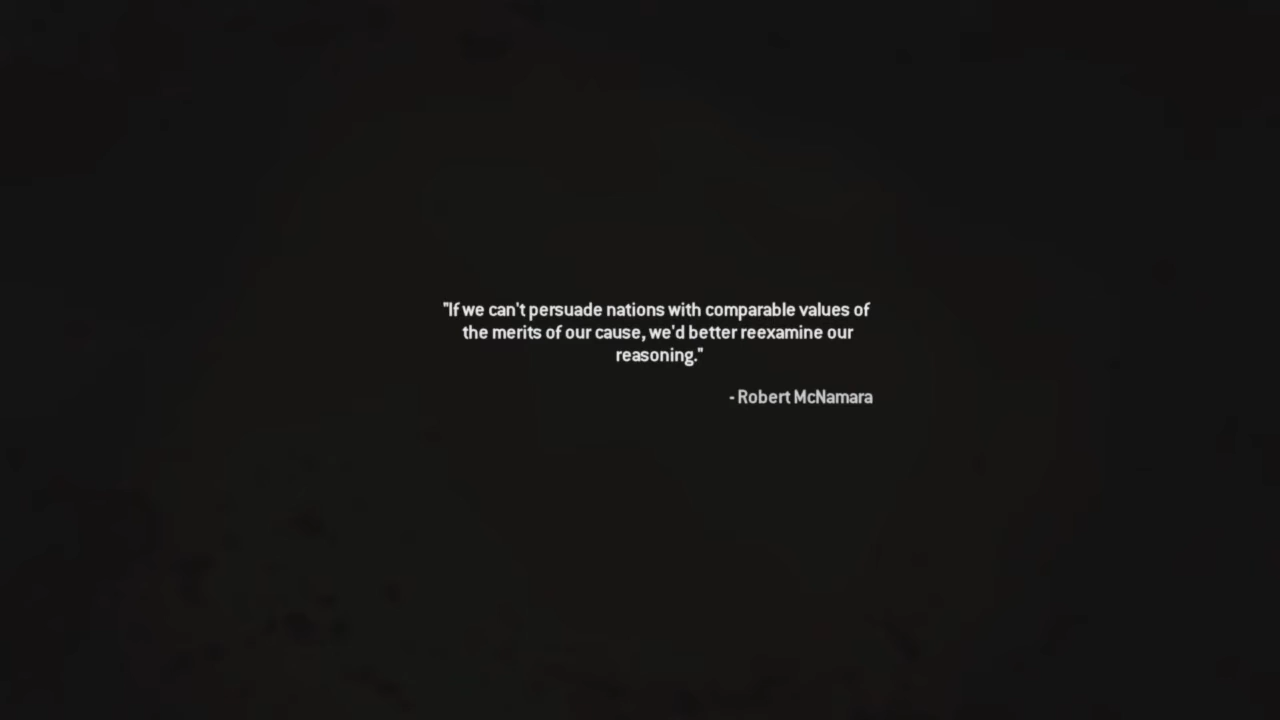 "If we can't persuade nations with comparable values of
the merits of our cause, we'd better reexamine our
reasoning."
- Robert McNamara